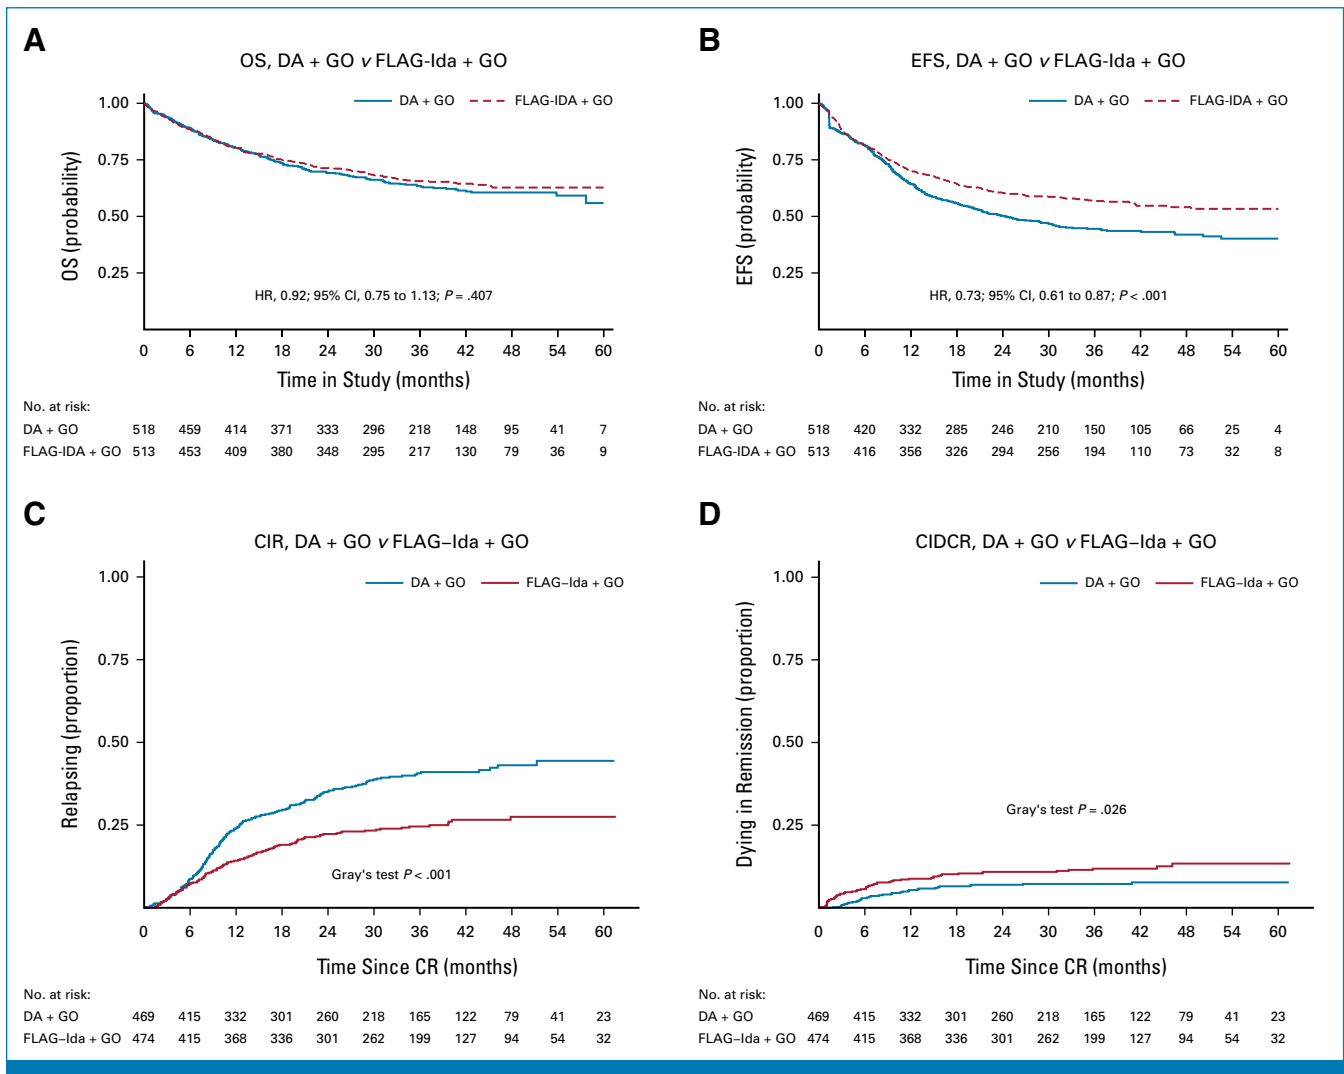 A
OS, DA + GO v FLAG-Ida + GO
DA + GO
FLAG-IDA + GO
OS (probability)
1.00
0.75
0.50
0.25
HR, 0.92; 95% CI, 0.75 to 1.13; P = .407
0 6 12 18 24 30 36 42 48 54 60
Time in Study (months)
No. at risk:
DA + GO 518 459 414 371 333 296 218 148 95 41 7
FLAG-IDA + GO 513 453 409 380 348 295 217 130 79 36 9
B
EFS, DA + GO v FLAG-Ida + GO
DA + GO
FLAG-IDA + GO
EFS (probability)
1.00
0.75
0.50
0.25
HR, 0.73; 95% CI, 0.61 to 0.87; P < .001
0 6 12 18 24 30 36 42 48 54 60
Time in Study (months)
No. at risk:
DA + GO 518 420 332 285 246 210 150 105 66 25 4
FLAG-IDA + GO 513 416 356 326 294 256 194 110 73 32 8
C
CIR, DA + GO v FLAG–Ida + GO
DA + GO
FLAG–Ida + GO
Relapsing (proportion)
1.00
0.75
0.50
0.25
Gray's test P < .001
0 6 12 18 24 30 36 42 48 54 60
Time Since CR (months)
No. at risk:
DA + GO 469 415 332 301 260 218 165 122 79 41 23
FLAG–Ida + GO 474 415 368 336 301 262 199 127 94 54 32
D
CIDCR, DA + GO v FLAG–Ida + GO
DA + GO
FLAG–Ida + GO
Dying in Remission (proportion)
1.00
0.75
0.50
0.25
Gray's test P = .026
0 6 12 18 24 30 36 42 48 54 60
Time Since CR (months)
No. at risk:
DA + GO 469 415 332 301 260 218 165 122 79 41 23
FLAG–Ida + GO 474 415 368 336 301 262 199 127 94 54 32